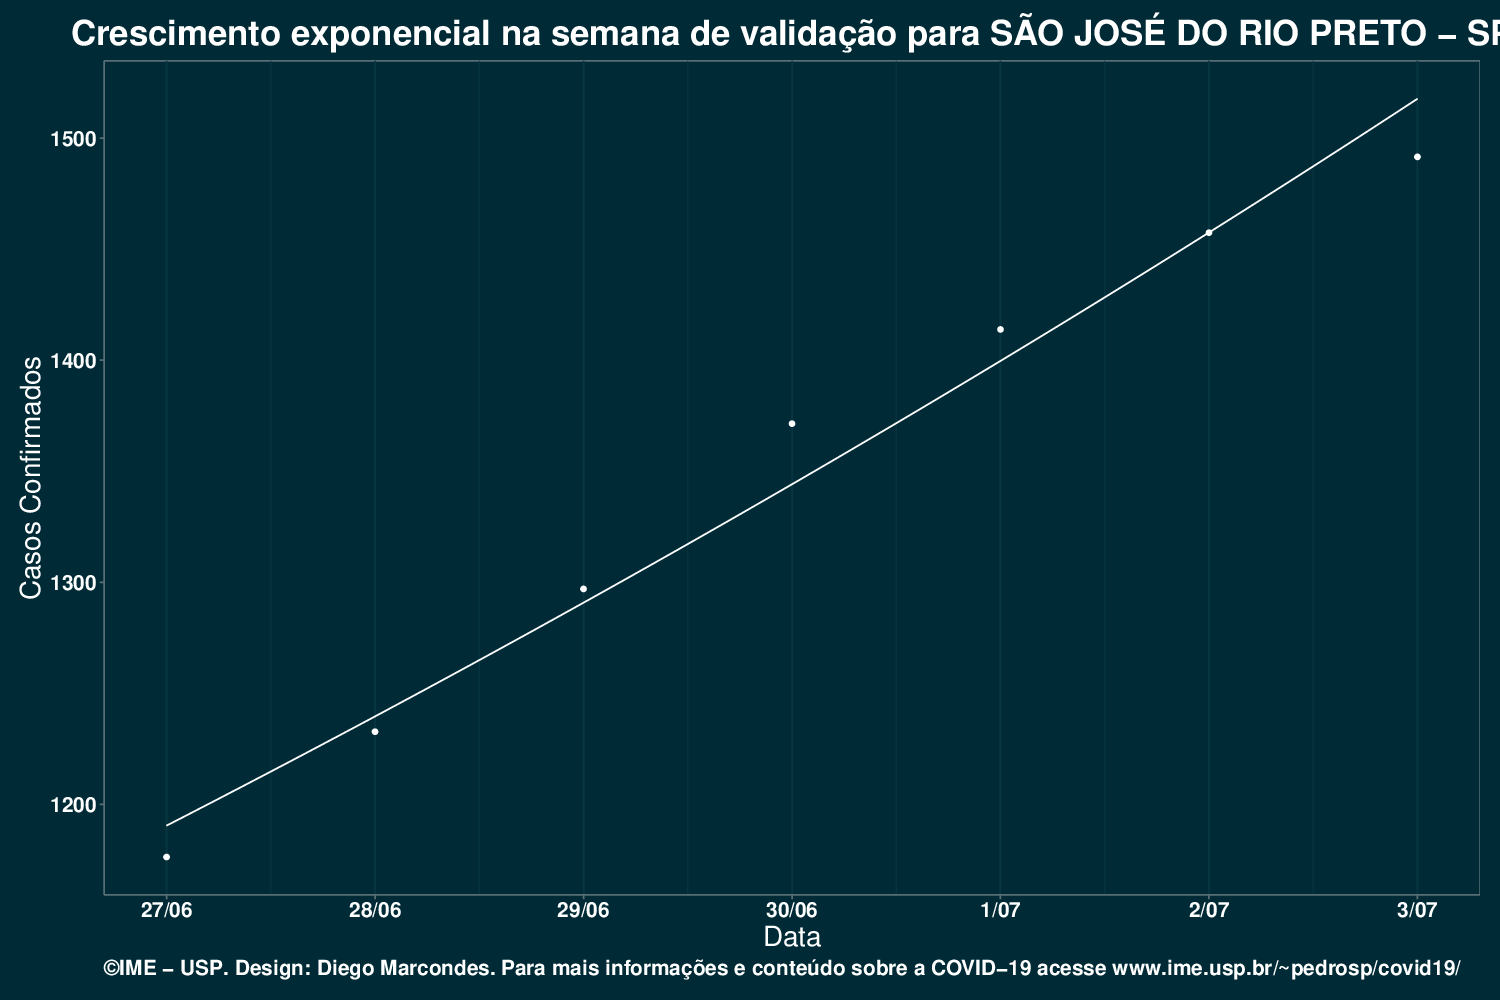 Crescimento exponencial na semana de validação para SÃO JOSÉ DO RIO PRETO – SP
1500
1400
1300
1200
Casos Confirmados
27/06 28/06 29/06 30/06 1/07 2/07 3/07
Data
©IME – USP. Design: Diego Marcondes. Para mais informações e conteúdo sobre a COVID–19 acesse www.ime.usp.br/~pedrosp/covid19/